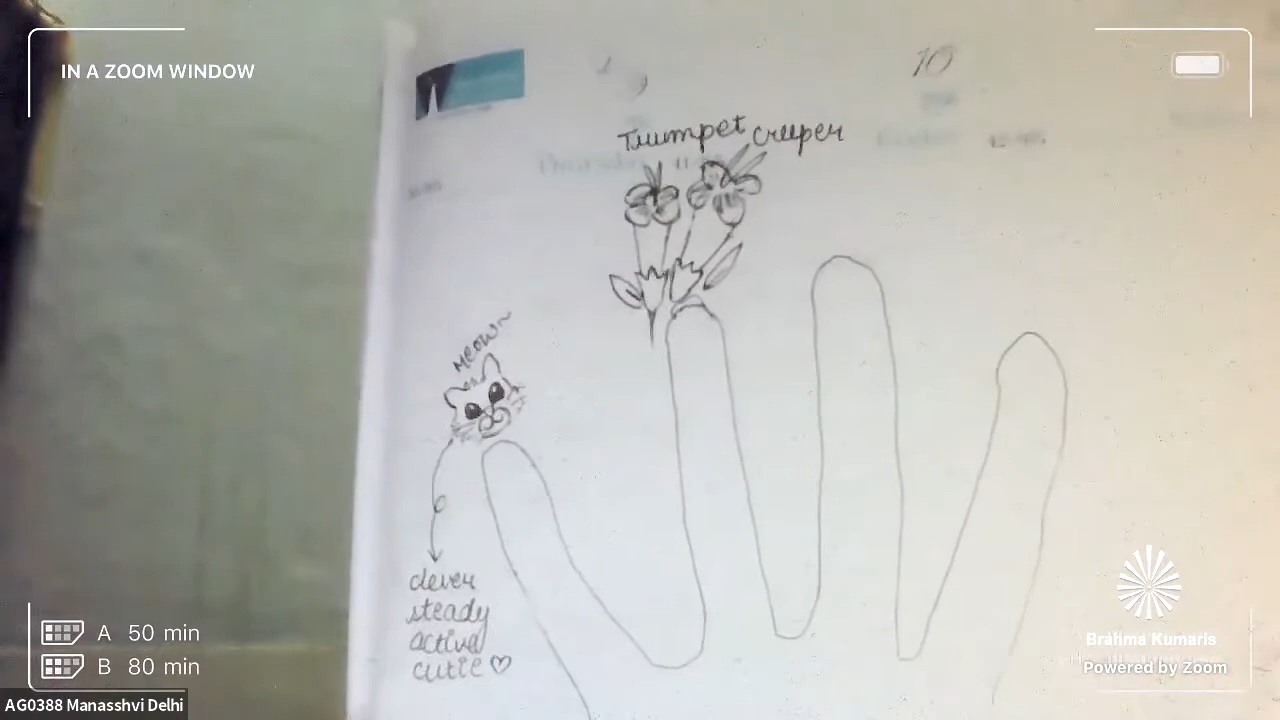 IN A ZOOM WINDOW
10
Trumpet creeper
Meow~
clever
steady
active
cutie ♡
A 50 min
B 80 min
Brahma Kumaris
Powered by Zoom
AG0388 Manasshvi Delhi